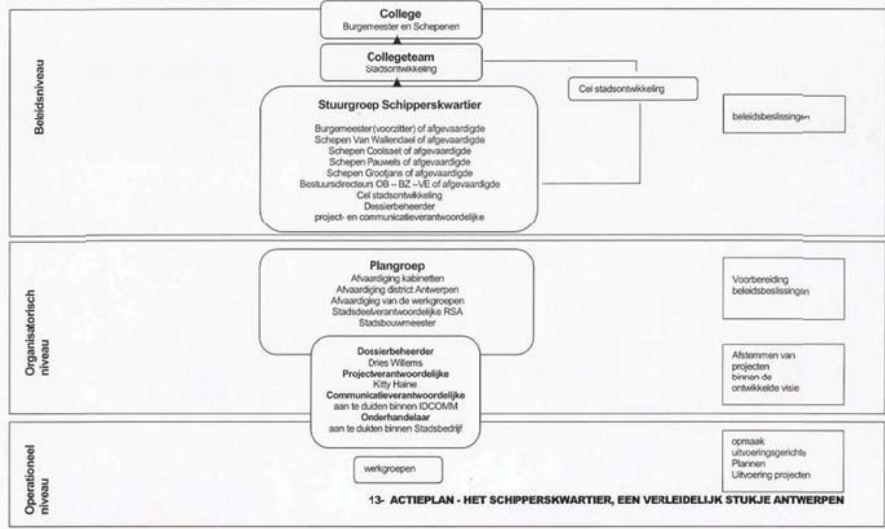 Beleidsniveau
College
Burgemeester en Schepenen
Collegeteam
Stadsontwikkeling
Cel stadsontwikkeling
beleidsbeslissingen
Stuurgroep Schipperskwartier
Burgemeester(voorzitter) of afgevaardigde
Schepen Van Wallendael of afgevaardigde
Schepen Coolsaet of afgevaardigde
Schepen Pauwels of afgevaardigde
Schepen Grootjans of afgevaardigde
Bestuursdirecteurs OB – BZ –VE of afgevaardigde
Cel stadsontwikkeling
Dossierbeheerder
project- en communicatieverantwoordelijke
Organisatorisch
niveau
Plangroep
Afvaardiging kabinetten
Afvaardiging district Antwerpen
Afvaardiging van de werkgroepen
Stadsdeelverantwoordelijke RSA
Stadsbouwmeester
Voorbereiding
beleidsbeslissingen
Dossierbeheerder
Dries Willems
Projectverantwoordelijke
Kitty Haine
Communicatieverantwoordelijke
aan te duiden binnen IDCOMM
Onderhandelaar
aan te duiden binnen Stadsbedrijf
Afstemmen van
projecten
binnen de
ontwikkelde visie
Operationeel
niveau
werkgroepen
opmaak
uitvoeringsgerichte
Plannen
Uitvoering projecten
13- ACTIEPLAN - HET SCHIPPERSKWARTIER, EEN VERLEIDELIJK STUKJE ANTWERPEN